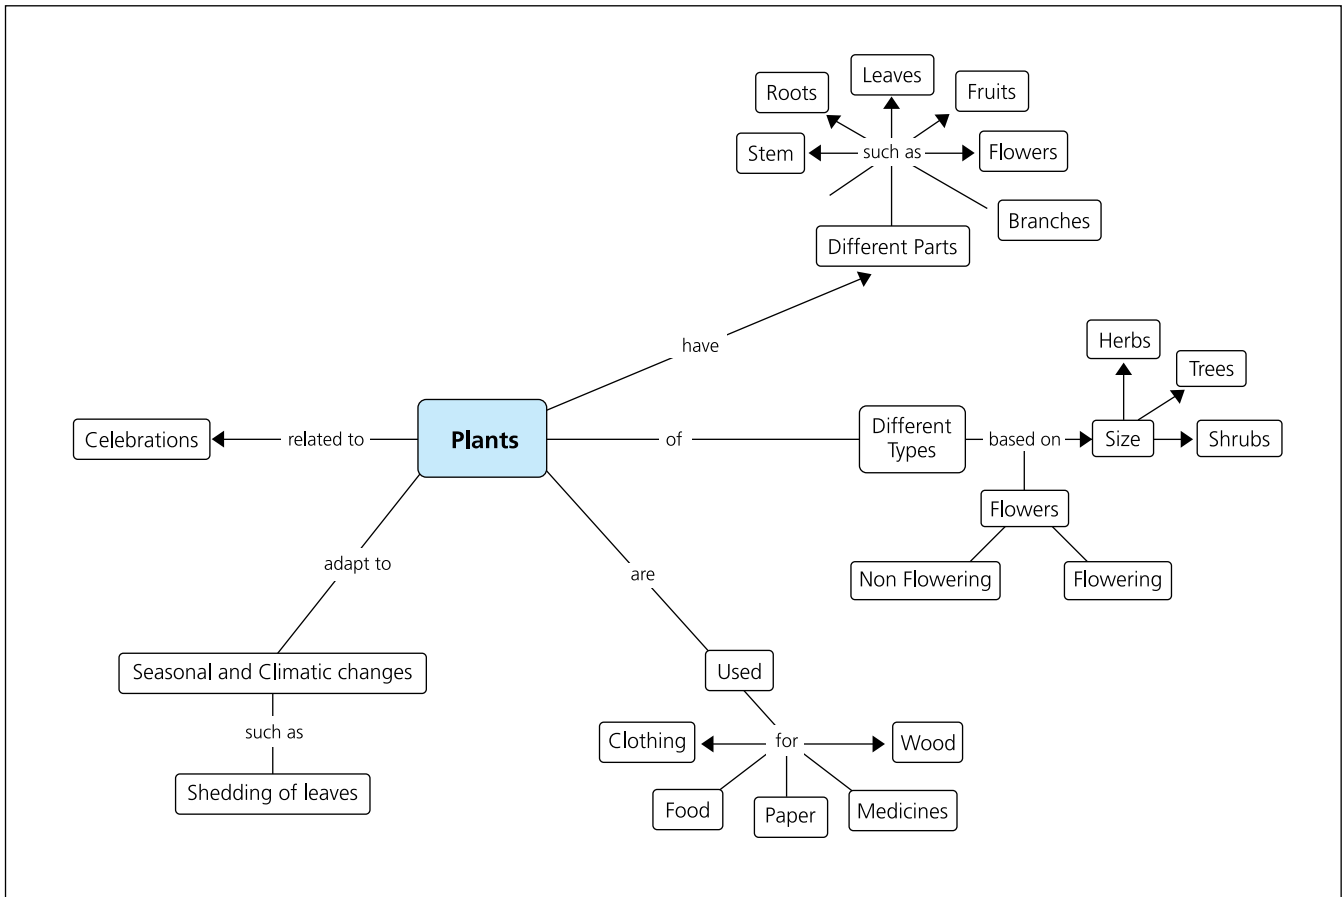 Leaves
Roots
Fruits
Stem
such as
Flowers
Branches
Different Parts
have
Herbs
Trees
Celebrations
related to
Plants
of
Different
Types
based on
Size
Shrubs
Flowers
adapt to
are
Non Flowering
Flowering
Seasonal and Climatic changes
Used
such as
Clothing
for
Wood
Shedding of leaves
Food
Paper
Medicines